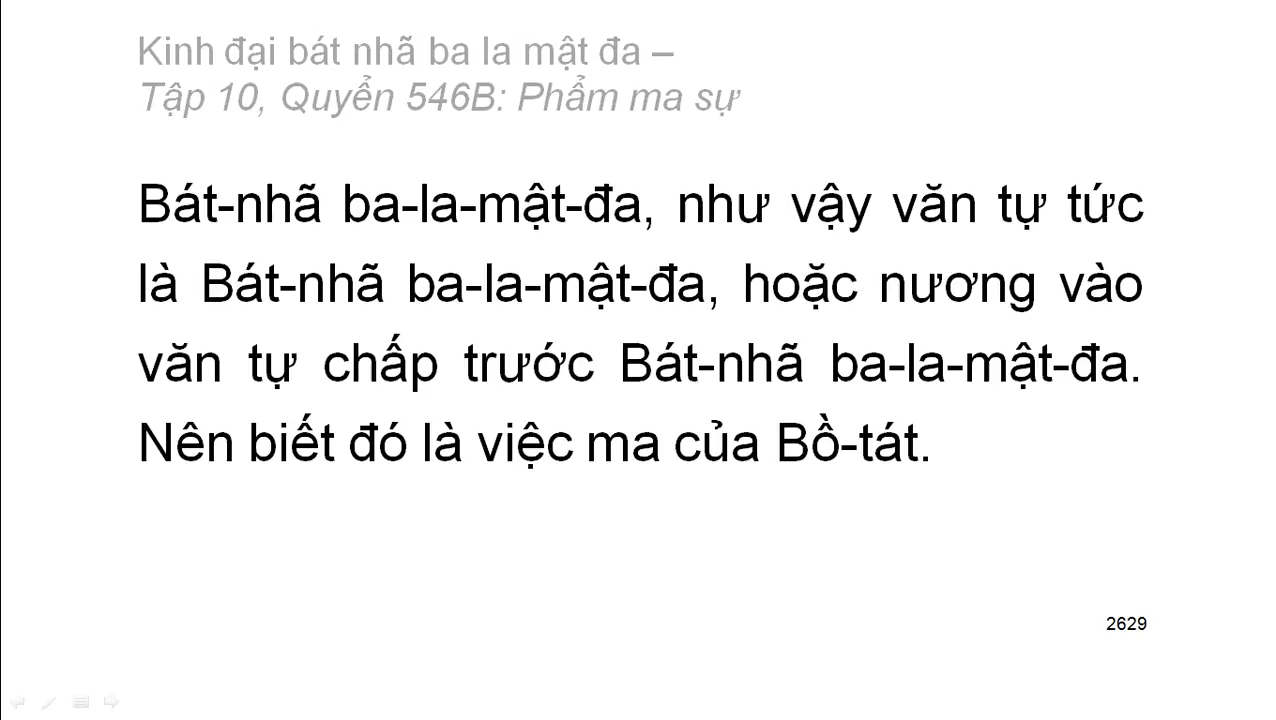 Kinh đại bát nhã ba la mật đa –
Tập 10, Quyển 546B: Phẩm ma sự
Bát-nhã ba-la-mật-đa, như vậy văn tự tức
là Bát-nhã ba-la-mật-đa, hoặc nương vào
văn tự chấp trước Bát-nhã ba-la-mật-đa.
Nên biết đó là việc ma của Bồ-tát.
2629